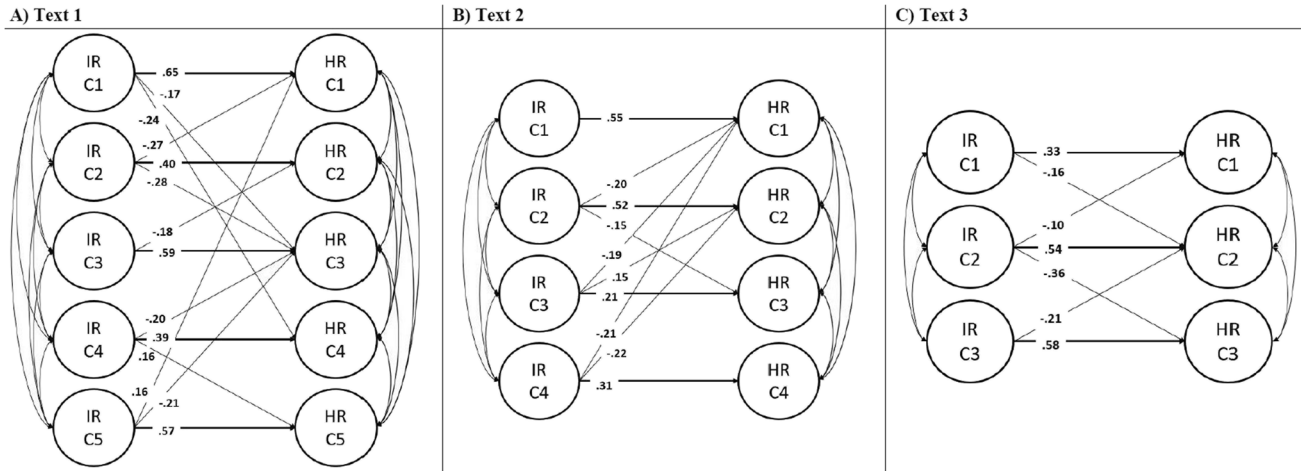 A) Text 1
IR C1
HR C1
IR C2
HR C2
IR C3
HR C3
IR C4
HR C4
IR C5
HR C5
.65
-.17
-.24
-.27
.40
-.28
-.18
.59
-.20
.39
.16
.16
-.21
.57
B) Text 2
IR C1
HR C1
IR C2
HR C2
IR C3
HR C3
IR C4
HR C4
.55
-.20
.52
-.15
-.19
.15
.21
-.21
-.22
.31
C) Text 3
IR C1
HR C1
IR C2
HR C2
IR C3
HR C3
.33
-.16
-.10
.54
-.36
-.21
.58